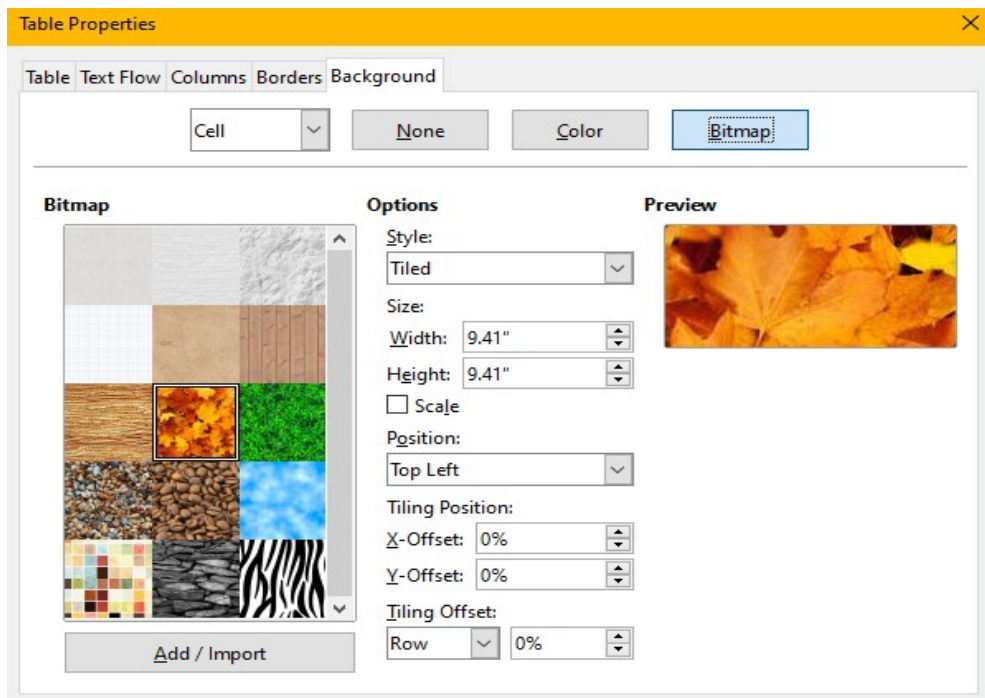 Table Properties
Table Text Flow Columns Borders Background
Cell None Color Bitmap
Bitmap
Options
Style:
Tiled
Size:
Width: 9.41"
Height: 9.41"
Scale
Position:
Top Left
Tiling Position:
X-Offset: 0%
Y-Offset: 0%
Tiling Offset:
Row 0%
Preview
Add / Import